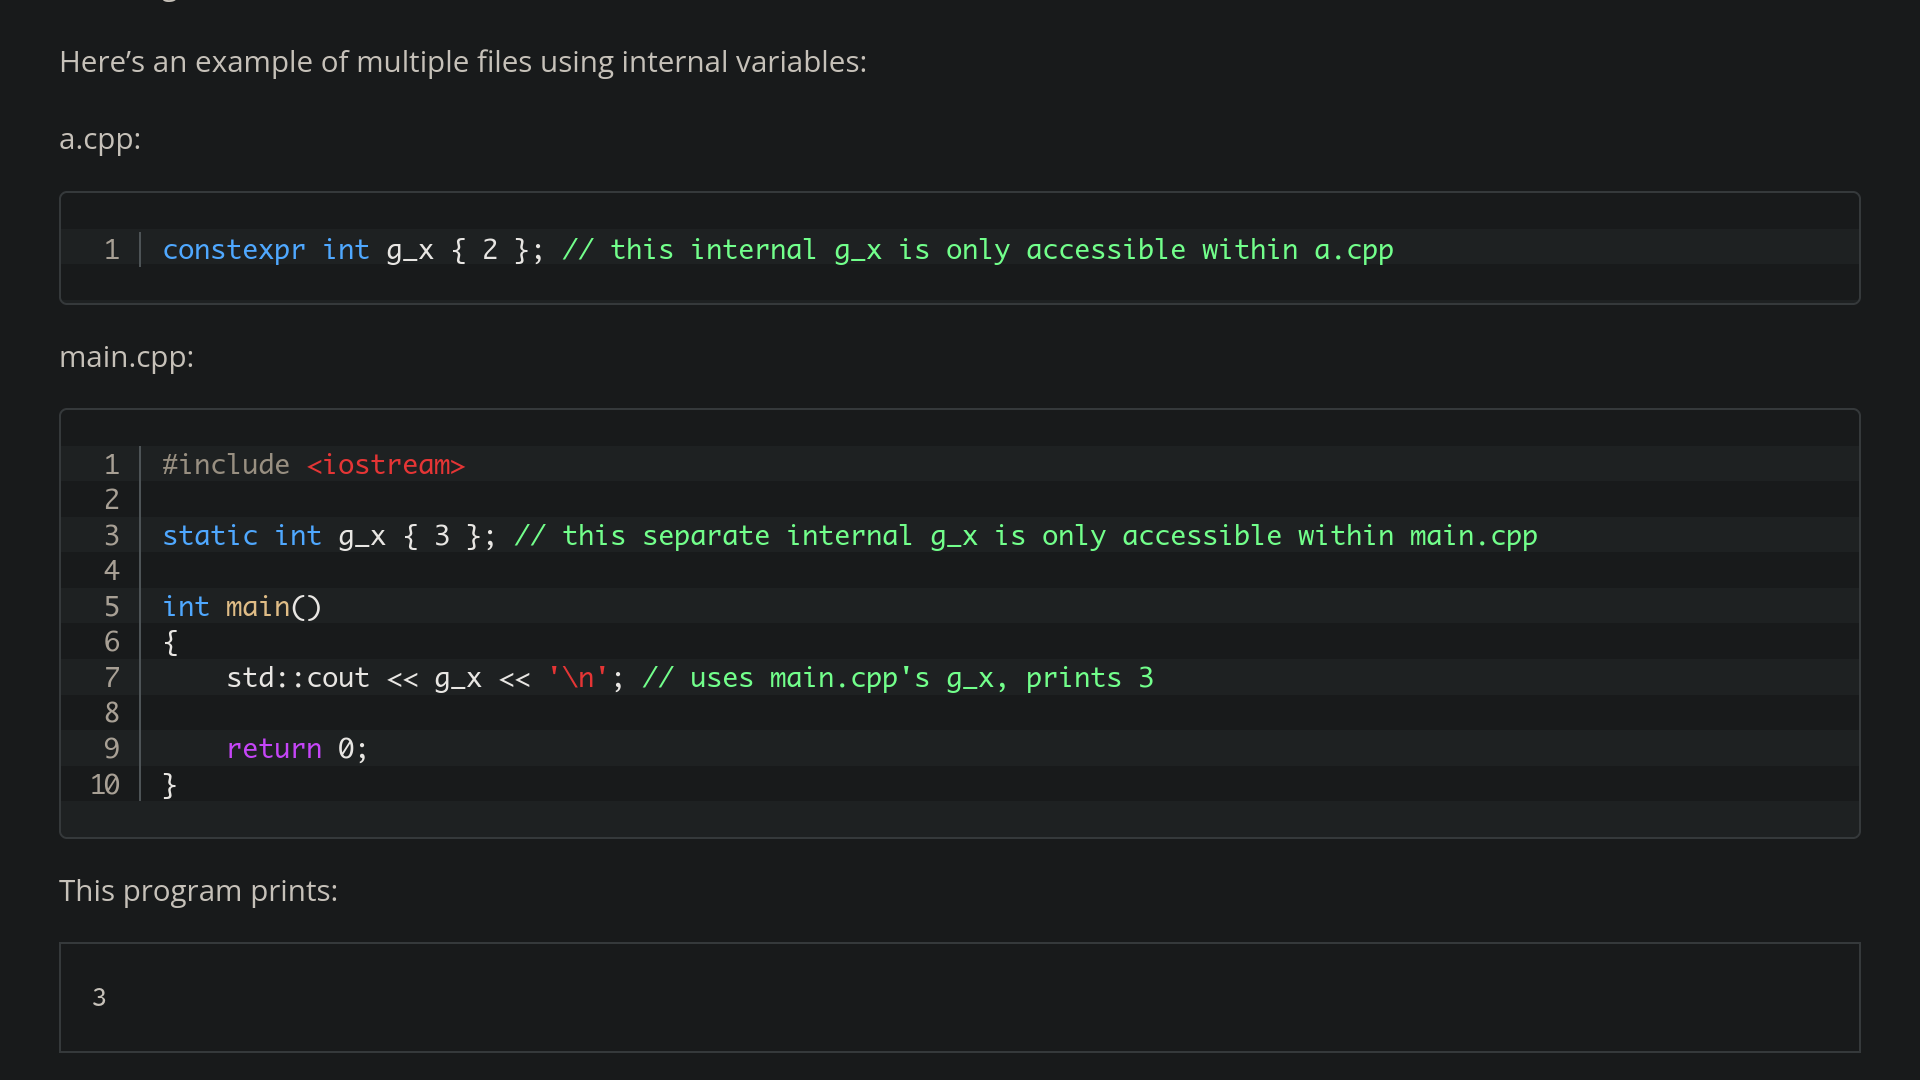 Here’s an example of multiple files using internal variables:
a.cpp:
1 constexpr int g_x { 2 }; // this internal g_x is only accessible within a.cpp
main.cpp:
1 #include <iostream>
2
3 static int g_x { 3 }; // this separate internal g_x is only accessible within main.cpp
4
5 int main()
6 {
7     std::cout << g_x << '\n'; // uses main.cpp's g_x, prints 3
8
9     return 0;
10 }
This program prints:
3